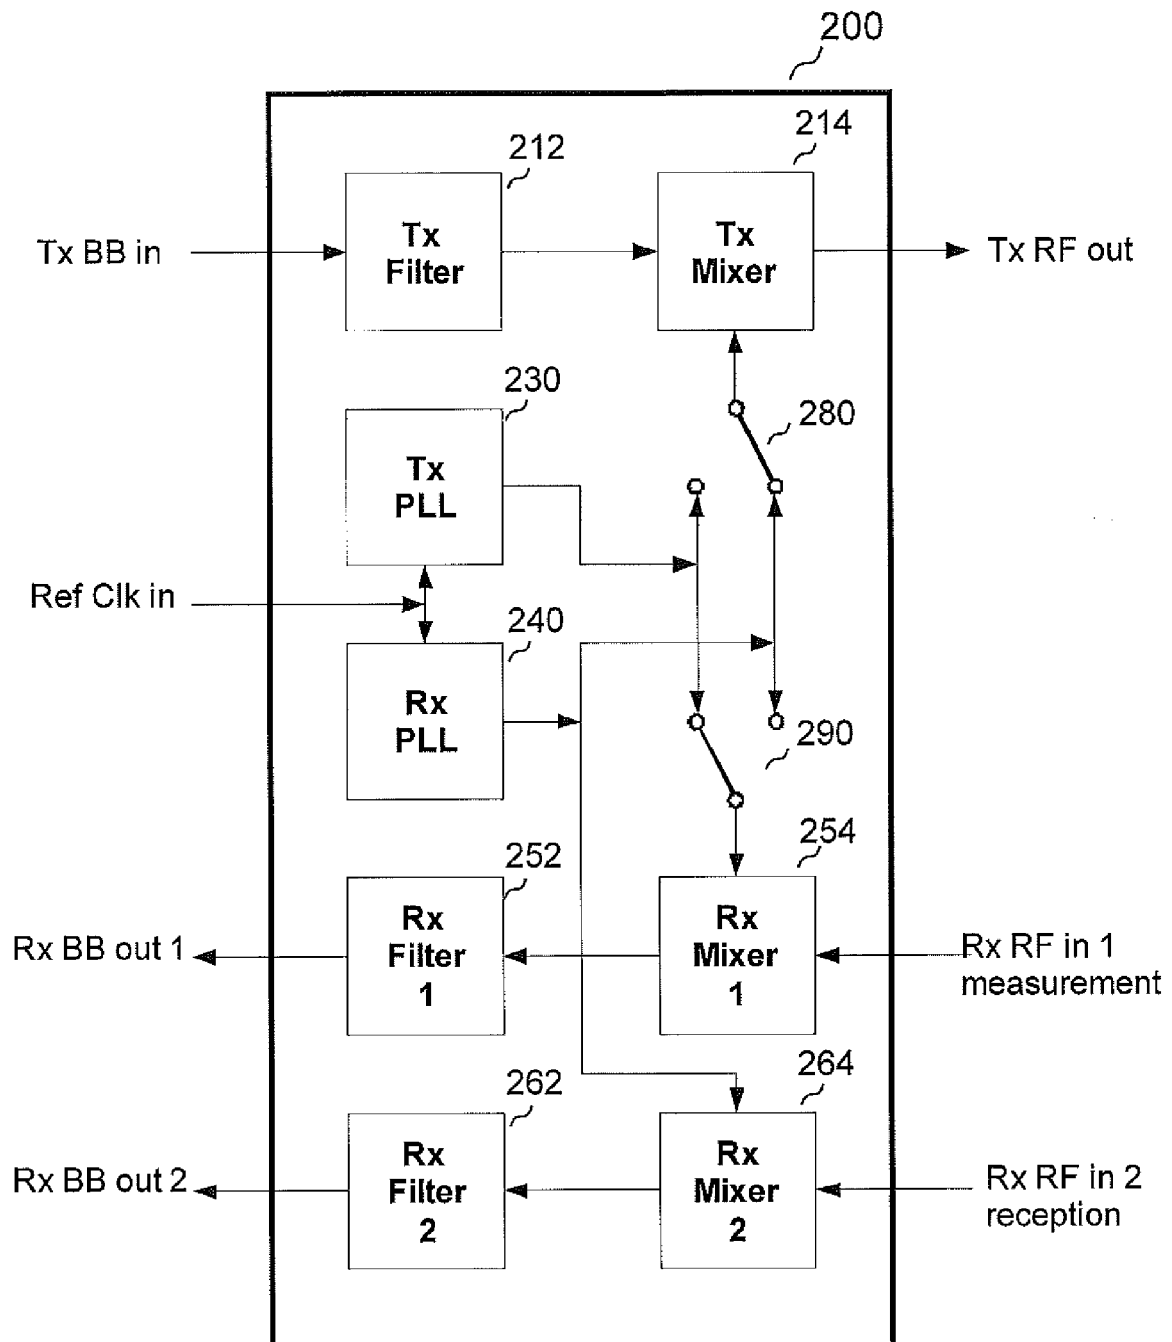 200
212
214
Tx BB in
Tx
Filter
Tx
Mixer
Tx RF out
230
280
Tx
PLL
Ref Clk in
240
Rx
PLL
290
252
254
Rx BB out 1
Rx
Filter
1
Rx
Mixer
1
Rx RF in 1
measurement
262
264
Rx BB out 2
Rx
Filter
2
Rx
Mixer
2
Rx RF in 2
reception